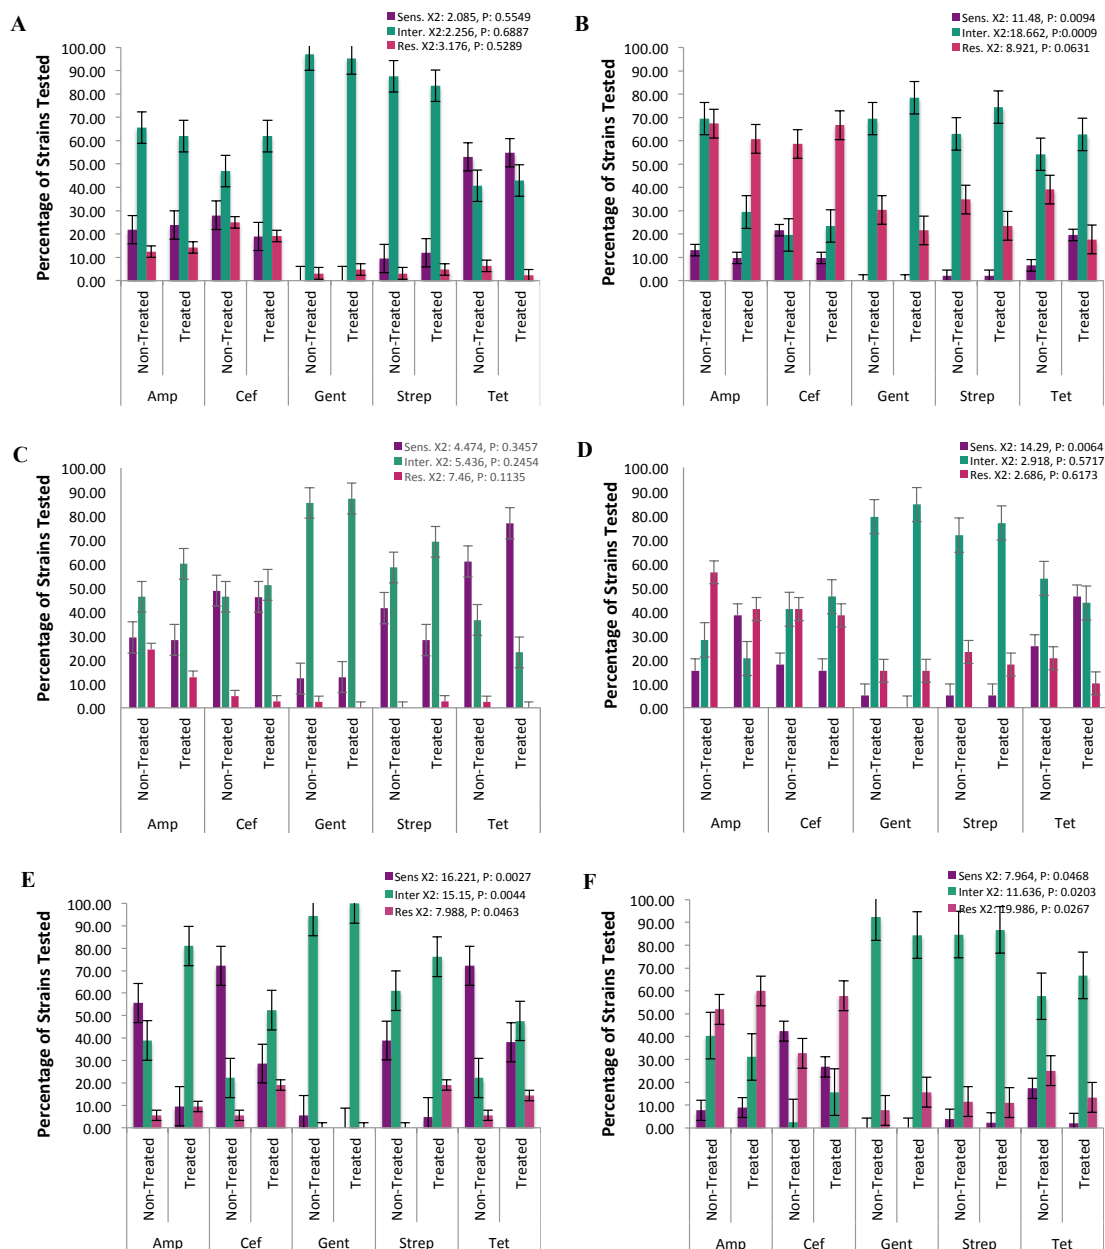 A
Sens. X2: 2.085, P: 0.5549
Inter. X2:2.256, P: 0.6887
Res. X2:3.176, P: 0.5289
Percentage of Strains Tested
100.00
90.00
80.00
70.00
60.00
50.00
40.00
30.00
20.00
10.00
0.00
Non-Treated
Treated
Non-Treated
Treated
Non-Treated
Treated
Non-Treated
Treated
Non-Treated
Treated
Amp
Cef
Gent
Strep
Tet
B
Sens. X2: 11.48, P: 0.0094
Inter. X2:18.662, P:0.0009
Res. X2: 8.921, P: 0.0631
Percentage of Strains Tested
100.00
90.00
80.00
70.00
60.00
50.00
40.00
30.00
20.00
10.00
0.00
Non-Treated
Treated
Non-Treated
Treated
Non-Treated
Treated
Non-Treated
Treated
Non-Treated
Treated
Amp
Cef
Gent
Strep
Tet
C
Sens. X2: 4.474, P: 0.3457
Inter. X2: 5.436, P: 0.2454
Res. X2: 7.46, P: 0.1135
Percentage of Strains Tested
100.00
90.00
80.00
70.00
60.00
50.00
40.00
30.00
20.00
10.00
0.00
Non-Treated
Treated
Non-Treated
Treated
Non-Treated
Treated
Non-Treated
Treated
Non-Treated
Treated
Amp
Cef
Gent
Strep
Tet
D
Sens. X2: 14.29, P: 0.0064
Inter. X2: 2.918, P: 0.5717
Res. X2: 2.686, P: 0.6173
Percentage of Strains Tested
100.00
90.00
80.00
70.00
60.00
50.00
40.00
30.00
20.00
10.00
0.00
Non-Treated
Treated
Non-Treated
Treated
Non-Treated
Treated
Non-Treated
Treated
Non-Treated
Treated
Amp
Cef
Gent
Strep
Tet
E
Sens X2: 16.221, P: 0.0027
Inter X2: 15.15, P: 0.0044
Res X2: 7.988, P: 0.0463
Percentage of Strains Tested
100.00
90.00
80.00
70.00
60.00
50.00
40.00
30.00
20.00
10.00
0.00
Non-Treated
Treated
Non-Treated
Treated
Non-Treated
Treated
Non-Treated
Treated
Non-Treated
Treated
Amp
Cef
Gent
Strep
Tet
F
Sens X2: 7.964, P: 0.0468
Inter X2: 11.636, P: 0.0203
Res X2: 19.986, P: 0.0267
Percentage of Strains Tested
100.00
90.00
80.00
70.00
60.00
50.00
40.00
30.00
20.00
10.00
0.00
Non-Treated
Treated
Non-Treated
Treated
Non-Treated
Treated
Non-Treated
Treated
Non-Treated
Treated
Amp
Cef
Gent
Strep
Tet